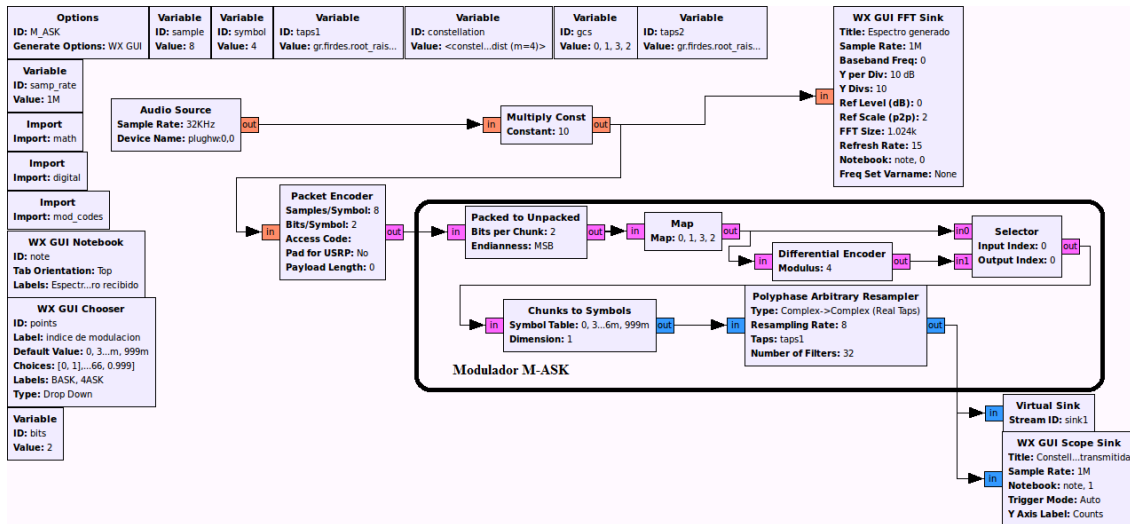 Options
ID: M_ASK
Generate Options: WX GUI
Variable
ID: sample
Value: 8
Variable
ID: symbol
Value: 4
Variable
ID: taps1
Value: gr.firdes.root_rais...
Variable
ID: constellation
Value: <constel...dist (m=4)>
Variable
ID: gcs
Value: 0, 1, 3, 2
Variable
ID: taps2
Value: gr.firdes.root_rais...
WX GUI FFT Sink
Title: Espectro generado
Sample Rate: 1M
Baseband Freq: 0
Y per Div: 10 dB
Y Divs: 10
Ref Level (dB): 0
Ref Scale (p2p): 2
FFT Size: 1.024k
Refresh Rate: 15
Notebook: note, 0
Freq Set Varname: None
in
Variable
ID: samp_rate
Value: 1M
Audio Source
Sample Rate: 32KHz
Device Name: plughw:0,0
out
in
Multiply Const
Constant: 10
out
Import
Import: math
Import
Import: digital
Import
Import: mod_codes
in
Packet Encoder
Samples/Symbol: 8
Bits/Symbol: 2
Access Code:
Pad for USRP: No
Payload Length: 0
out
in
Packed to Unpacked
Bits per Chunk: 2
Endianness: MSB
out
in
Map
Map: 0, 1, 3, 2
out
in
Differential Encoder
Modulus: 4
out
in0
in1
Selector
Input Index: 0
Output Index: 0
out
WX GUI Notebook
ID: note
Tab Orientation: Top
Labels: Espectr...ro recibido
WX GUI Chooser
ID: points
Label: indice de modulacion
Default Value: 0, 3...m, 999m
Choices: [0, 1],...66, 0.999]
Labels: BASK, 4ASK
Type: Drop Down
in
Chunks to Symbols
Symbol Table: 0, 3...6m, 999m
Dimension: 1
out
in
Polyphase Arbitrary Resampler
Type: Complex->Complex (Real Taps)
Resampling Rate: 8
Taps: taps1
Number of Filters: 32
out
Modulador M-ASK
Variable
ID: bits
Value: 2
in
Virtual Sink
Stream ID: sink1
in
WX GUI Scope Sink
Title: Constell...transmitida
Sample Rate: 1M
Notebook: note, 1
Trigger Mode: Auto
Y Axis Label: Counts